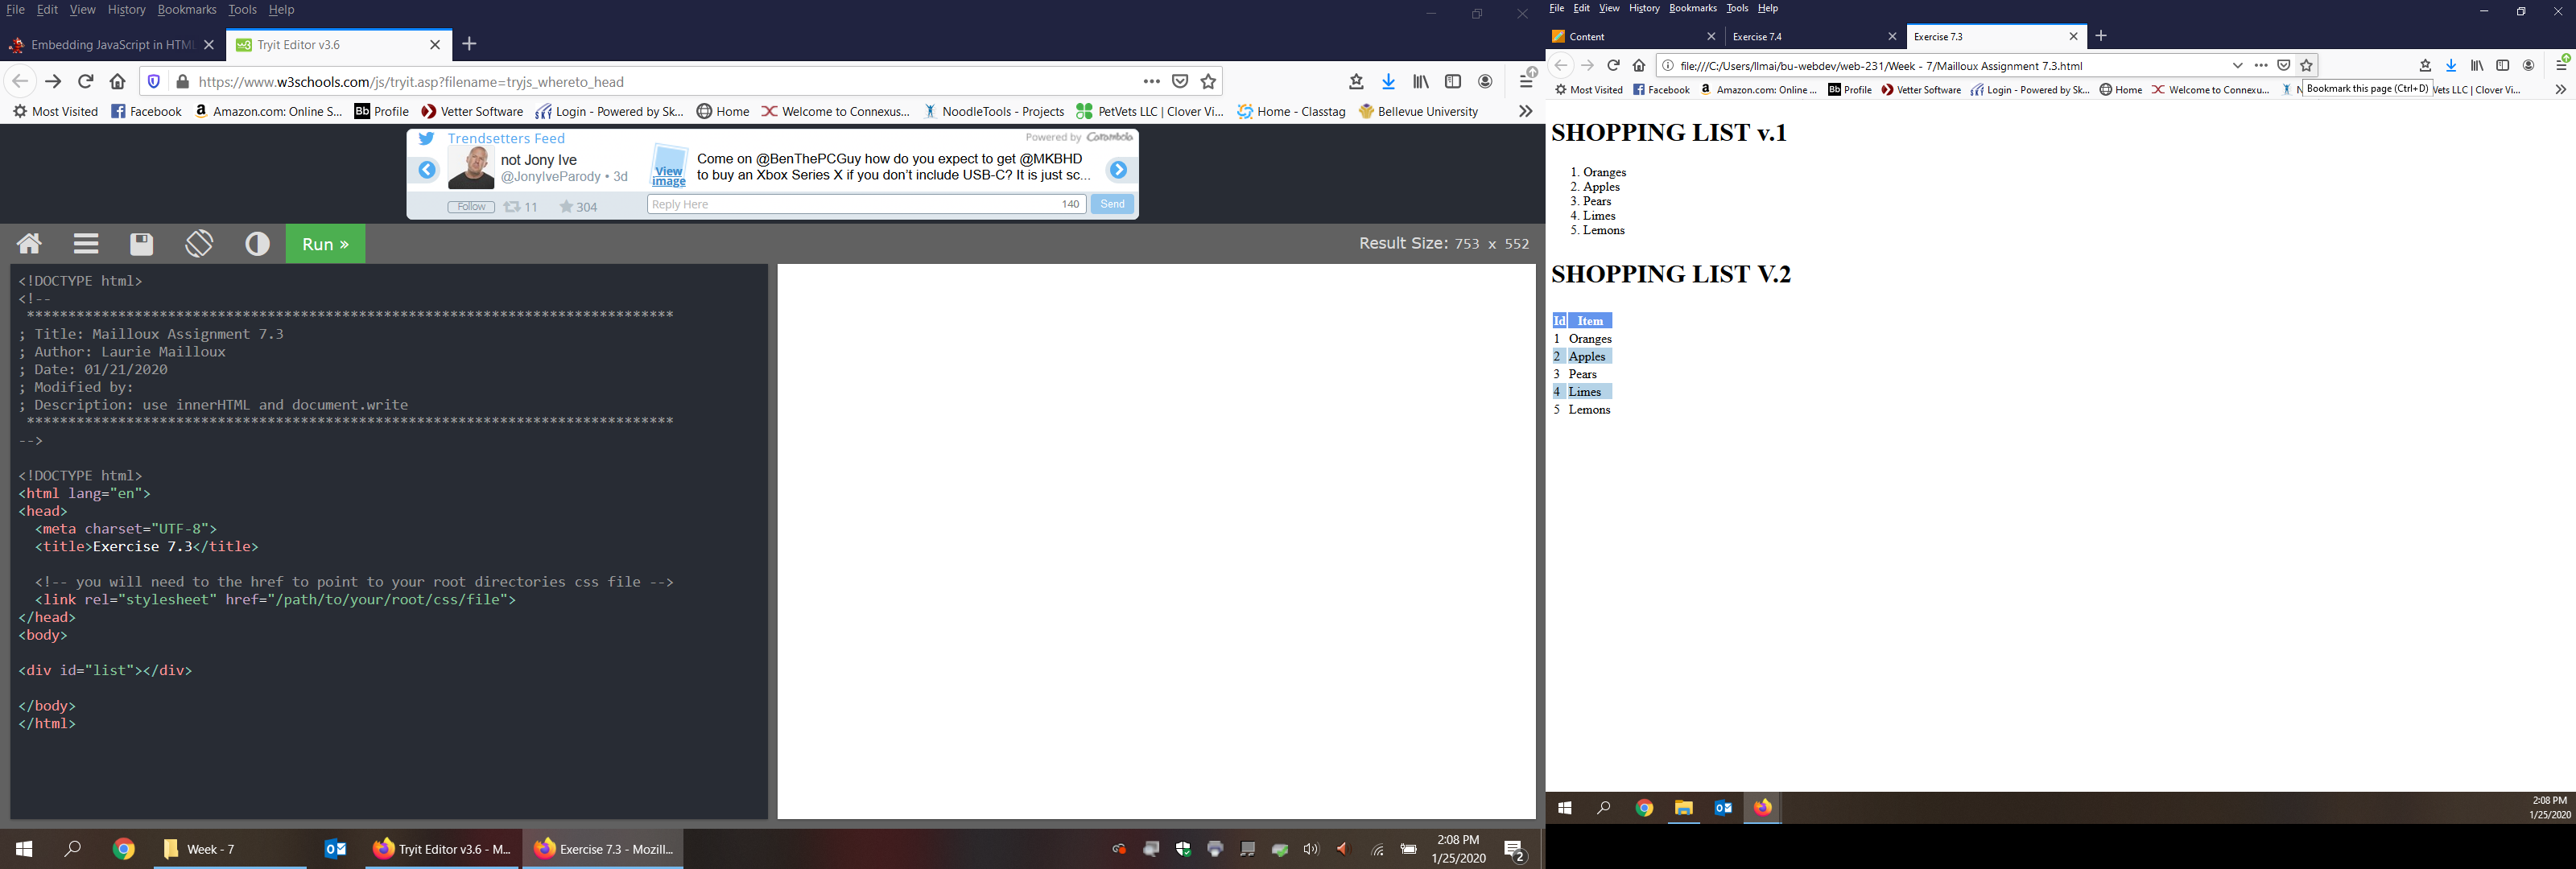 File Edit View History Bookmarks Tools Help
Embedding JavaScript in HTML
Tryit Editor v3.6
https://www.w3schools.com/js/tryit.asp?filename=tryjs_whereto_head
Most Visited Facebook Amazon.com: Online S... Bb Profile Vetter Software Login - Powered by Sk... Home Welcome to Connexus... NoodleTools - Projects PetVets LLC | Clover Vi... Home - Classtag Bellevue University
Trendsetters Feed
Powered by
not Jony Ive
@JonyIveParody • 3d
View image
Come on @BenThePCGuy how do you expect to get @MKBHD
to buy an Xbox Series X if you don’t include USB-C? It is just sc...
Follow 11 304 Reply Here 140 Send
Run »
Result Size: 753 x 552
<!DOCTYPE html>
<!--
******************************************************************************
; Title: Mailloux Assignment 7.3
; Author: Laurie Mailloux
; Date: 01/21/2020
; Modified by:
; Description: use innerHTML and document.write
******************************************************************************
-->
<!DOCTYPE html>
<html lang="en">
<head>
<meta charset="UTF-8">
<title>Exercise 7.3</title>
<!-- you will need to the href to point to your root directories css file -->
<link rel="stylesheet" href="/path/to/your/root/css/file">
</head>
<body>
<div id="list"></div>
</body>
</html>
Week - 7
Tryit Editor v3.6 - M...
Exercise 7.3 - Mozill...
2:08 PM
1/25/2020
2
File Edit View History Bookmarks Tools Help
Content
Exercise 7.4
Exercise 7.3
file:///C:/Users/llmai/bu-webdev/web-231/Week - 7/Mailloux Assignment 7.3.html
Most Visited Facebook Amazon.com: Online ... Bb Profile Vetter Software Login - Powered by Sk... Home Welcome to Connexu... N Bookmark this page (Ctrl+D) Vets LLC | Clover Vi...
SHOPPING LIST v.1
1. Oranges
2. Apples
3. Pears
4. Limes
5. Lemons
SHOPPING LIST V.2
Id Item
1 Oranges
2 Apples
3 Pears
4 Limes
5 Lemons
2:08 PM
1/25/2020